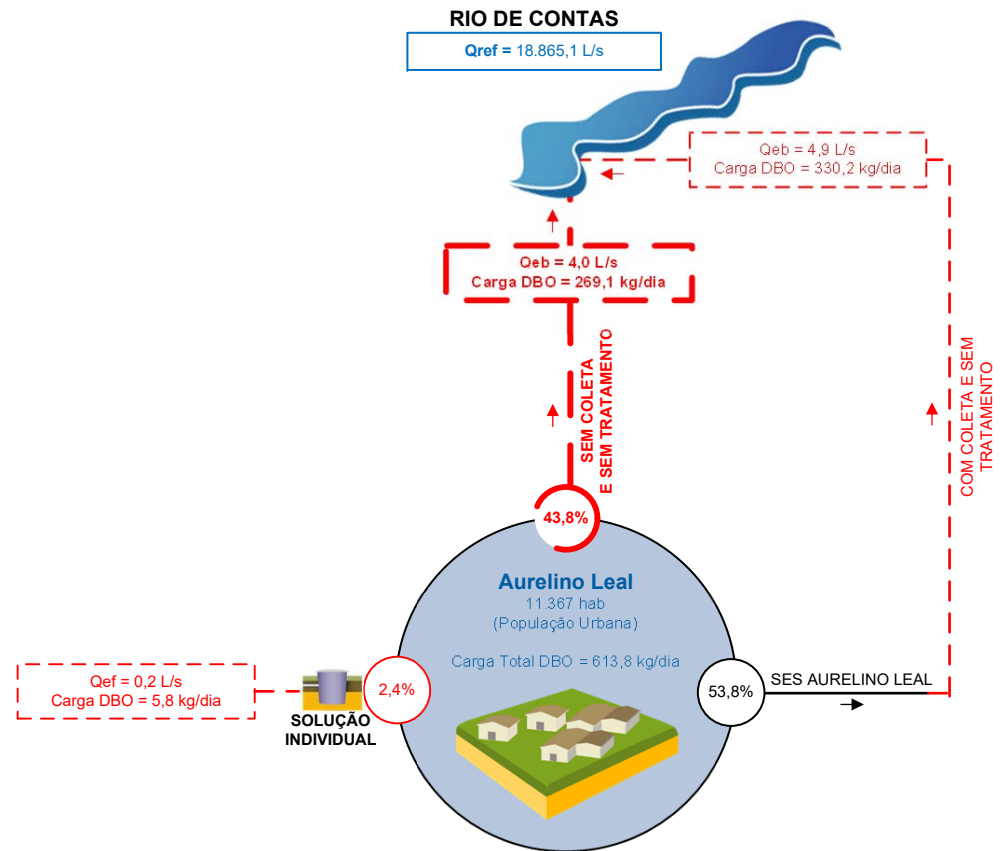 RIO DE CONTAS
Qref = 18.865,1 L/s
Qeb = 4,9 L/s
Carga DBO = 330,2 kg/dia
Qeb = 4,0 L/s
Carga DBO = 269,1 kg/dia
SEM COLETA
E SEM TRATAMENTO
COM COLETA E SEM
TRATAMENTO
43,8%
Aurelino Leal
11.367 hab
(População Urbana)
Carga Total DBO = 613,8 kg/dia
Qef = 0,2 L/s
Carga DBO = 5,8 kg/dia
SOLUÇÃO
INDIVIDUAL
2,4%
53,8%
SES AURELINO LEAL